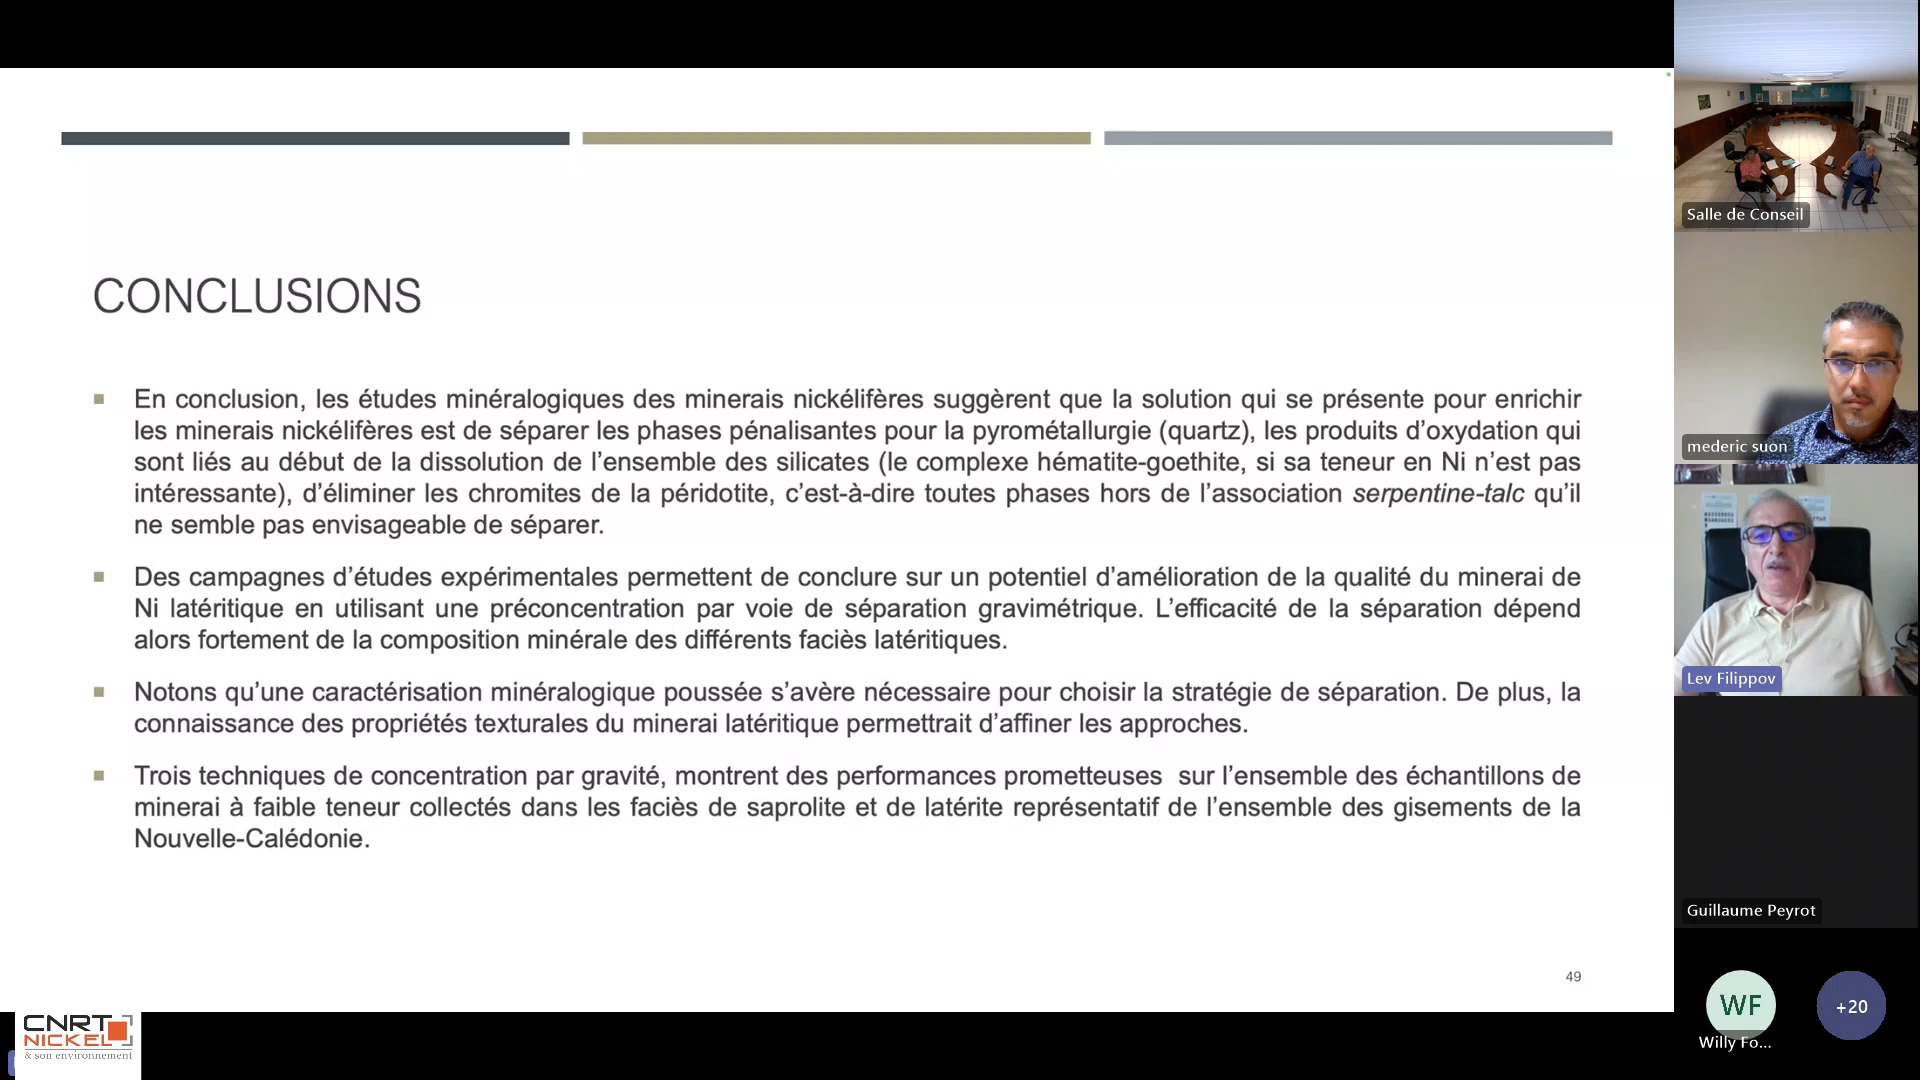 CONCLUSIONS
En conclusion, les études minéralogiques des minerais nickélifères suggèrent que la solution qui se présente pour enrichir
les minerais nickélifères est de séparer les phases pénalisantes pour la pyrométallurgie (quartz), les produits d’oxydation qui
sont liés au début de la dissolution de l’ensemble des silicates (le complexe hématite-goethite, si sa teneur en Ni n’est pas
intéressante), d’éliminer les chromites de la péridotite, c’est-à-dire toutes phases hors de l’association serpentine-talc qu’il
ne semble pas envisageable de séparer.
Des campagnes d’études expérimentales permettent de conclure sur un potentiel d’amélioration de la qualité du minerai de
Ni latéritique en utilisant une préconcentration par voie de séparation gravimétrique. L’efficacité de la séparation dépend
alors fortement de la composition minérale des différents faciès latéritiques.
Notons qu’une caractérisation minéralogique poussée s’avère nécessaire pour choisir la stratégie de séparation. De plus, la
connaissance des propriétés texturales du minerai latéritique permettrait d’affiner les approches.
Trois techniques de concentration par gravité, montrent des performances prometteuses sur l’ensemble des échantillons de
minerai à faible teneur collectés dans les faciès de saprolite et de latérite représentatif de l’ensemble des gisements de la
Nouvelle-Calédonie.
49
CNRT
NICKEL
& son environnement
Salle de Conseil
mederic suon
Lev Filippov
Guillaume Peyrot
WF
Willy Fo...
+20